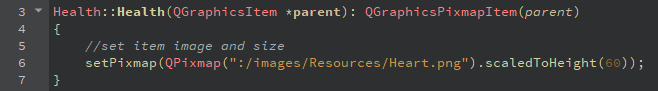 3 Health::Health(QGraphicsItem *parent): QGraphicsPixmapItem(parent)
4 {
5     //set item image and size
6     setPixmap(QPixmap(":/images/Resources/Heart.png").scaledToHeight(60));
7 }